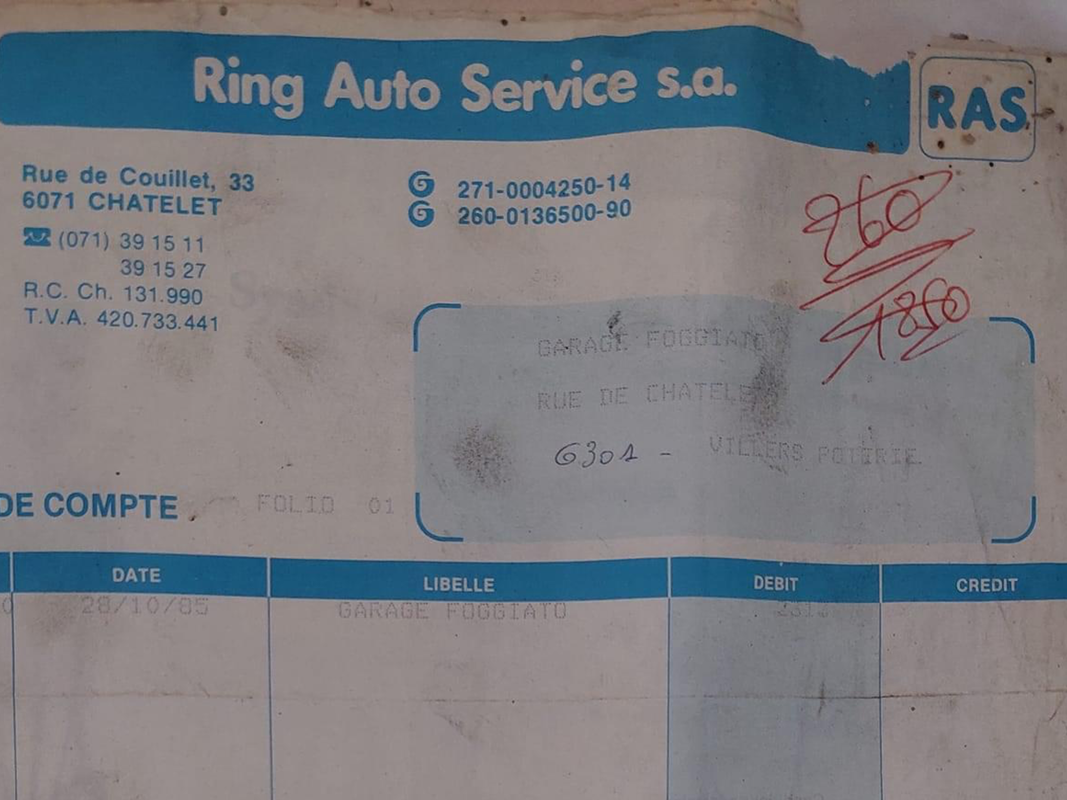 Ring Auto Service s.a.
RAS
Rue de Couillet, 33
6071 CHATELET
(071) 39 15 11
39 15 27
R.C. Ch. 131.990
T.V.A. 420.733.441
271-0004250-14
260-0136500-90
260
1850
GARAGE FOGGIATO
RUE DE CHATELE
6301 - VILLERS POTERIE
DE COMPTE
FOLIO 01
DATE LIBELLE DEBIT CREDIT
0 28/10/85 GARAGE FOGGIATO